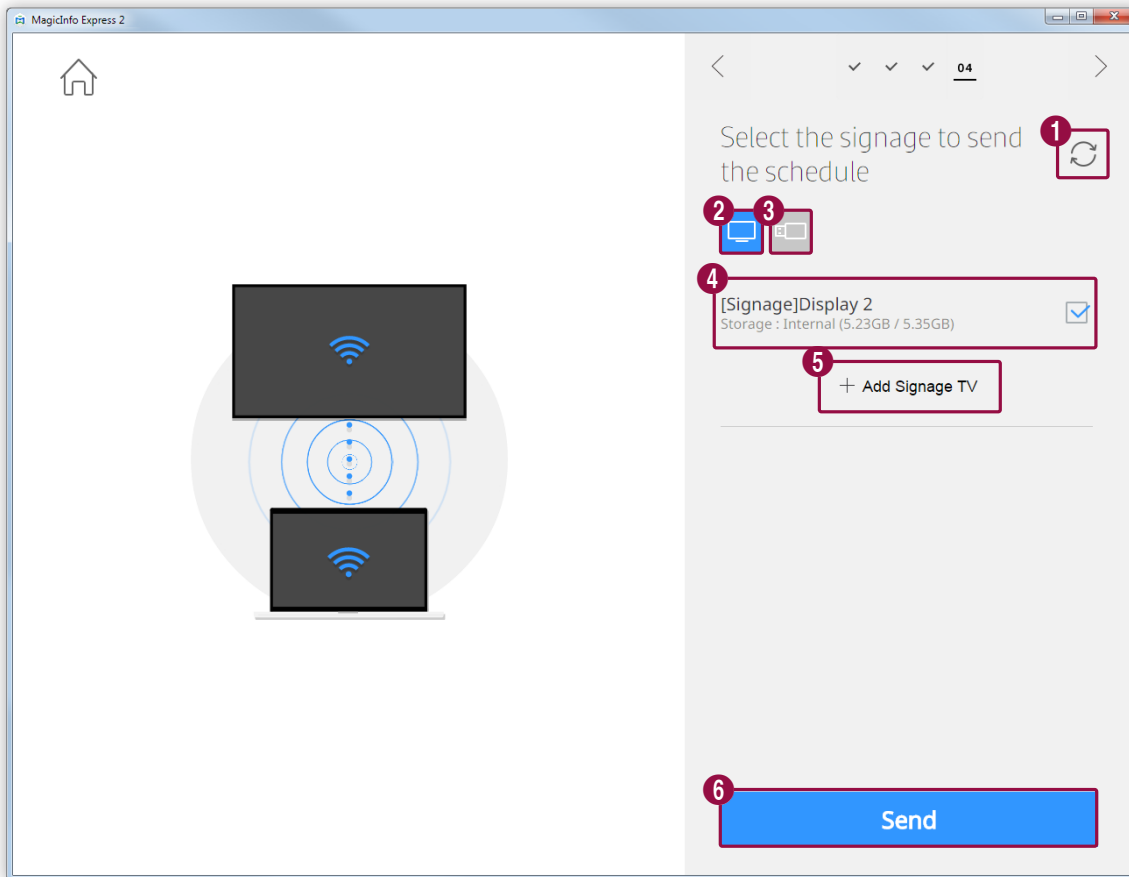 MagicInfo Express 2
04
Select the signage to send
the schedule
1
2
3
4
[Signage]Display 2
Storage : Internal (5.23GB / 5.35GB)
5
+ Add Signage TV
6
Send